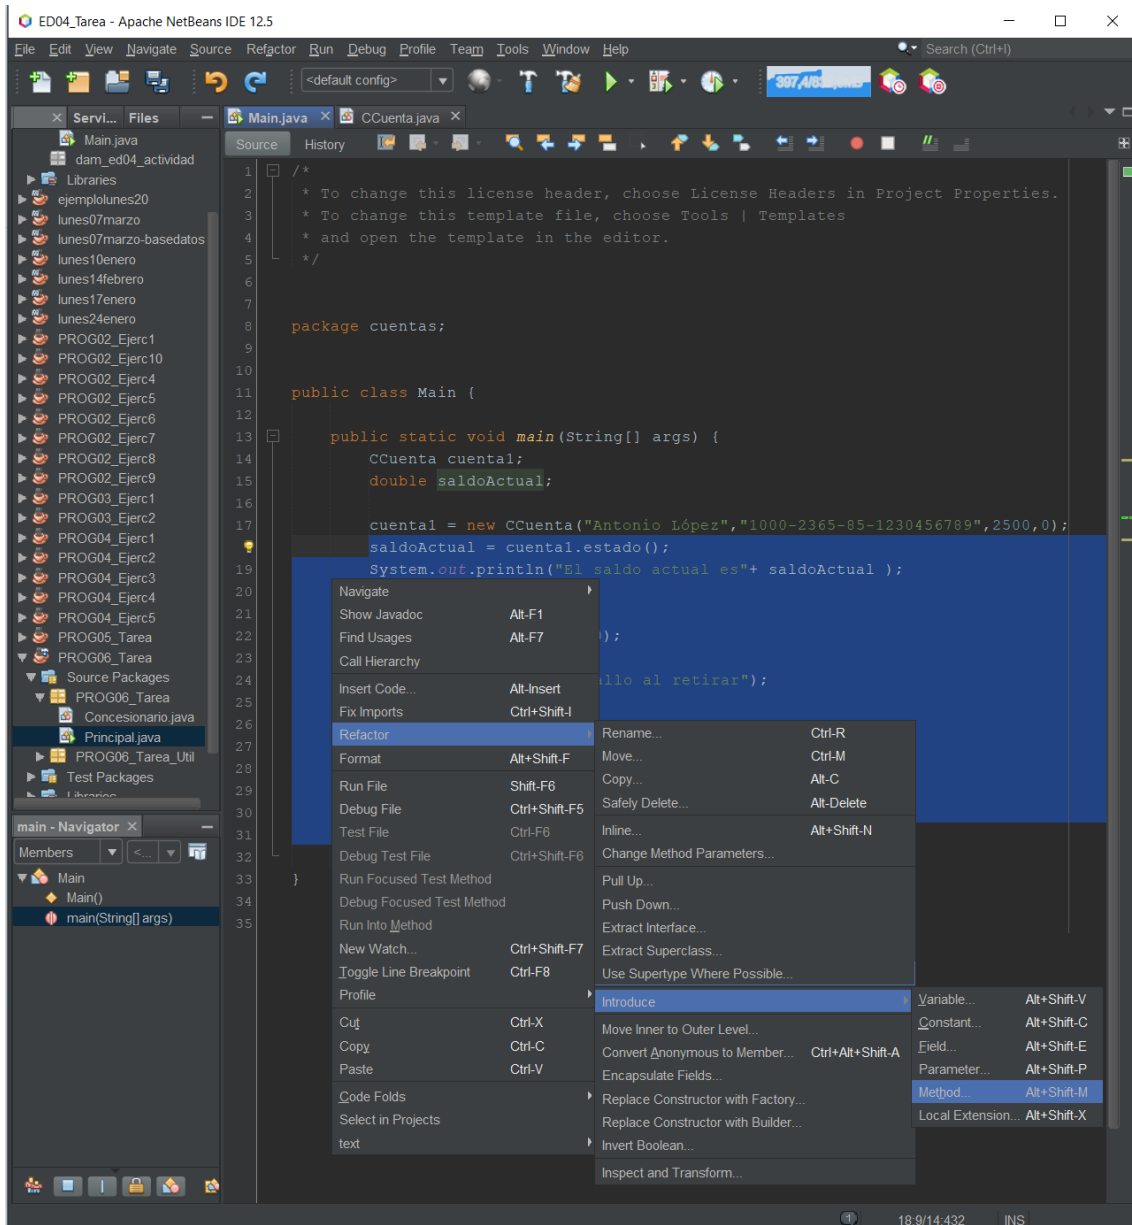 ED04_Tarea - Apache NetBeans IDE 12.5
File Edit View Navigate Source Refactor Run Debug Profile Team Tools Window Help Search (Ctrl+I)
<default config>
Servi... Files
Main.java
dam_ed04_actividad
Libraries
ejemplolunes20
lunes07marzo
lunes07marzo-basedatos
lunes10enero
lunes14febrero
lunes17enero
lunes24enero
PROG02_Ejerc1
PROG02_Ejerc10
PROG02_Ejerc4
PROG02_Ejerc5
PROG02_Ejerc6
PROG02_Ejerc7
PROG02_Ejerc8
PROG02_Ejerc9
PROG03_Ejerc1
PROG03_Ejerc2
PROG04_Ejerc1
PROG04_Ejerc2
PROG04_Ejerc3
PROG04_Ejerc4
PROG04_Ejerc5
PROG05_Tarea
PROG06_Tarea
Source Packages
PROG06_Tarea
Concesionario.java
Principal.java
PROG06_Tarea_Util
Test Packages
Libraries
main - Navigator
Members <...
Main
Main()
main(String[] args)
Main.java CCuenta.java
Source History
1 /*
2 * To change this license header, choose License Headers in Project Properties.
3 * To change this template file, choose Tools | Templates
4 * and open the template in the editor.
5 */
6
7
8 package cuentas;
9
10
11 public class Main {
12
13 public static void main(String[] args) {
14 CCuenta cuenta1;
15 double saldoActual;
16
17 cuenta1 = new CCuenta("Antonio López","1000-2365-85-1230456789",2500,0);
saldoActual = cuenta1.estado();
19 System.out.println("El saldo actual es"+ saldoActual );
20
21
22 );
23
24 allo al retirar");
25
26
27
28
29
30
31
32
33 }
34
35
Navigate
Show Javadoc Alt-F1
Find Usages Alt-F7
Call Hierarchy
Insert Code... Alt-Insert
Fix Imports Ctrl+Shift-I
Refactor
Format Alt+Shift-F
Run File Shift-F6
Debug File Ctrl+Shift-F5
Test File Ctrl-F6
Debug Test File Ctrl+Shift-F6
Run Focused Test Method
Debug Focused Test Method
Run Into Method
New Watch... Ctrl+Shift-F7
Toggle Line Breakpoint Ctrl-F8
Profile
Cut Ctrl-X
Copy Ctrl-C
Paste Ctrl-V
Code Folds
Select in Projects
text
Rename... Ctrl-R
Move... Ctrl-M
Copy... Alt-C
Safely Delete... Alt-Delete
Inline... Alt+Shift-N
Change Method Parameters...
Pull Up...
Push Down...
Extract Interface...
Extract Superclass...
Use Supertype Where Possible...
Introduce
Move Inner to Outer Level...
Convert Anonymous to Member... Ctrl+Alt+Shift-A
Encapsulate Fields...
Replace Constructor with Factory...
Replace Constructor with Builder...
Invert Boolean...
Inspect and Transform...
Variable... Alt+Shift-V
Constant... Alt+Shift-C
Field... Alt+Shift-E
Parameter... Alt+Shift-P
Method... Alt+Shift-M
Local Extension... Alt+Shift-X
1 18:9/14:432 INS